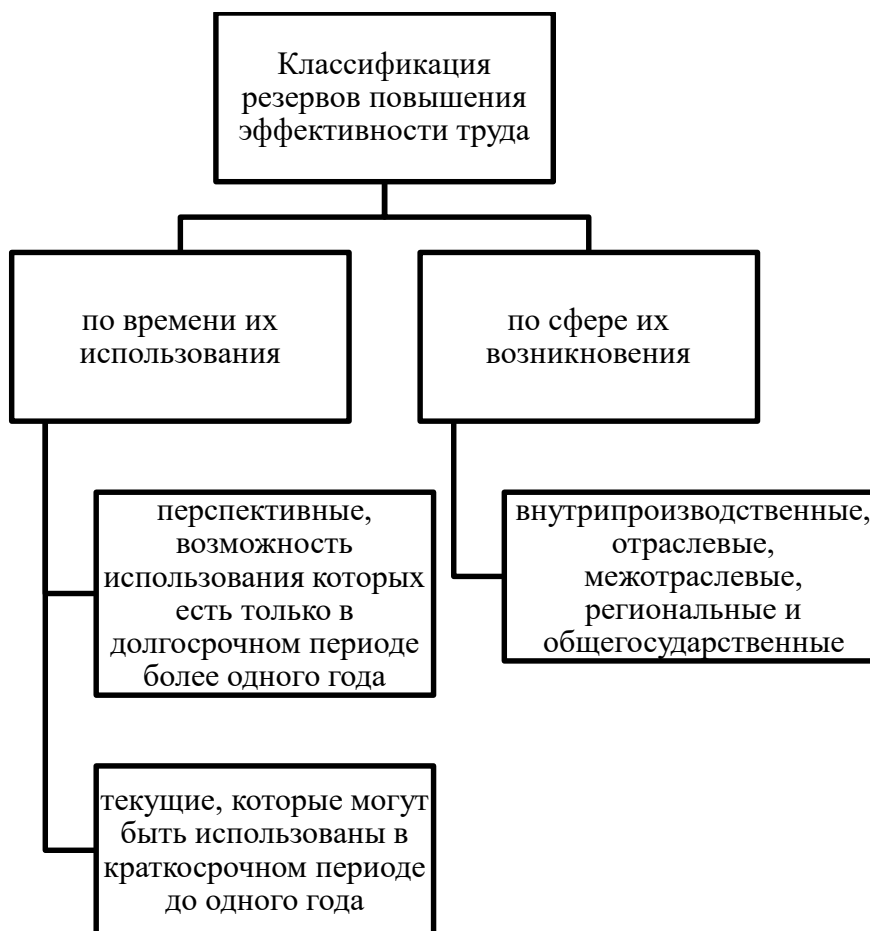 Классификация
резервов повышения
эффективности труда
по времени их
использования
по сфере их
возникновения
перспективные,
возможность
использования которых
есть только в
долгосрочном периоде
более одного года
внутрипроизводственные,
отраслевые,
межотраслевые,
региональные и
общегосударственные
текущие, которые могут
быть использованы в
краткосрочном периоде
до одного года